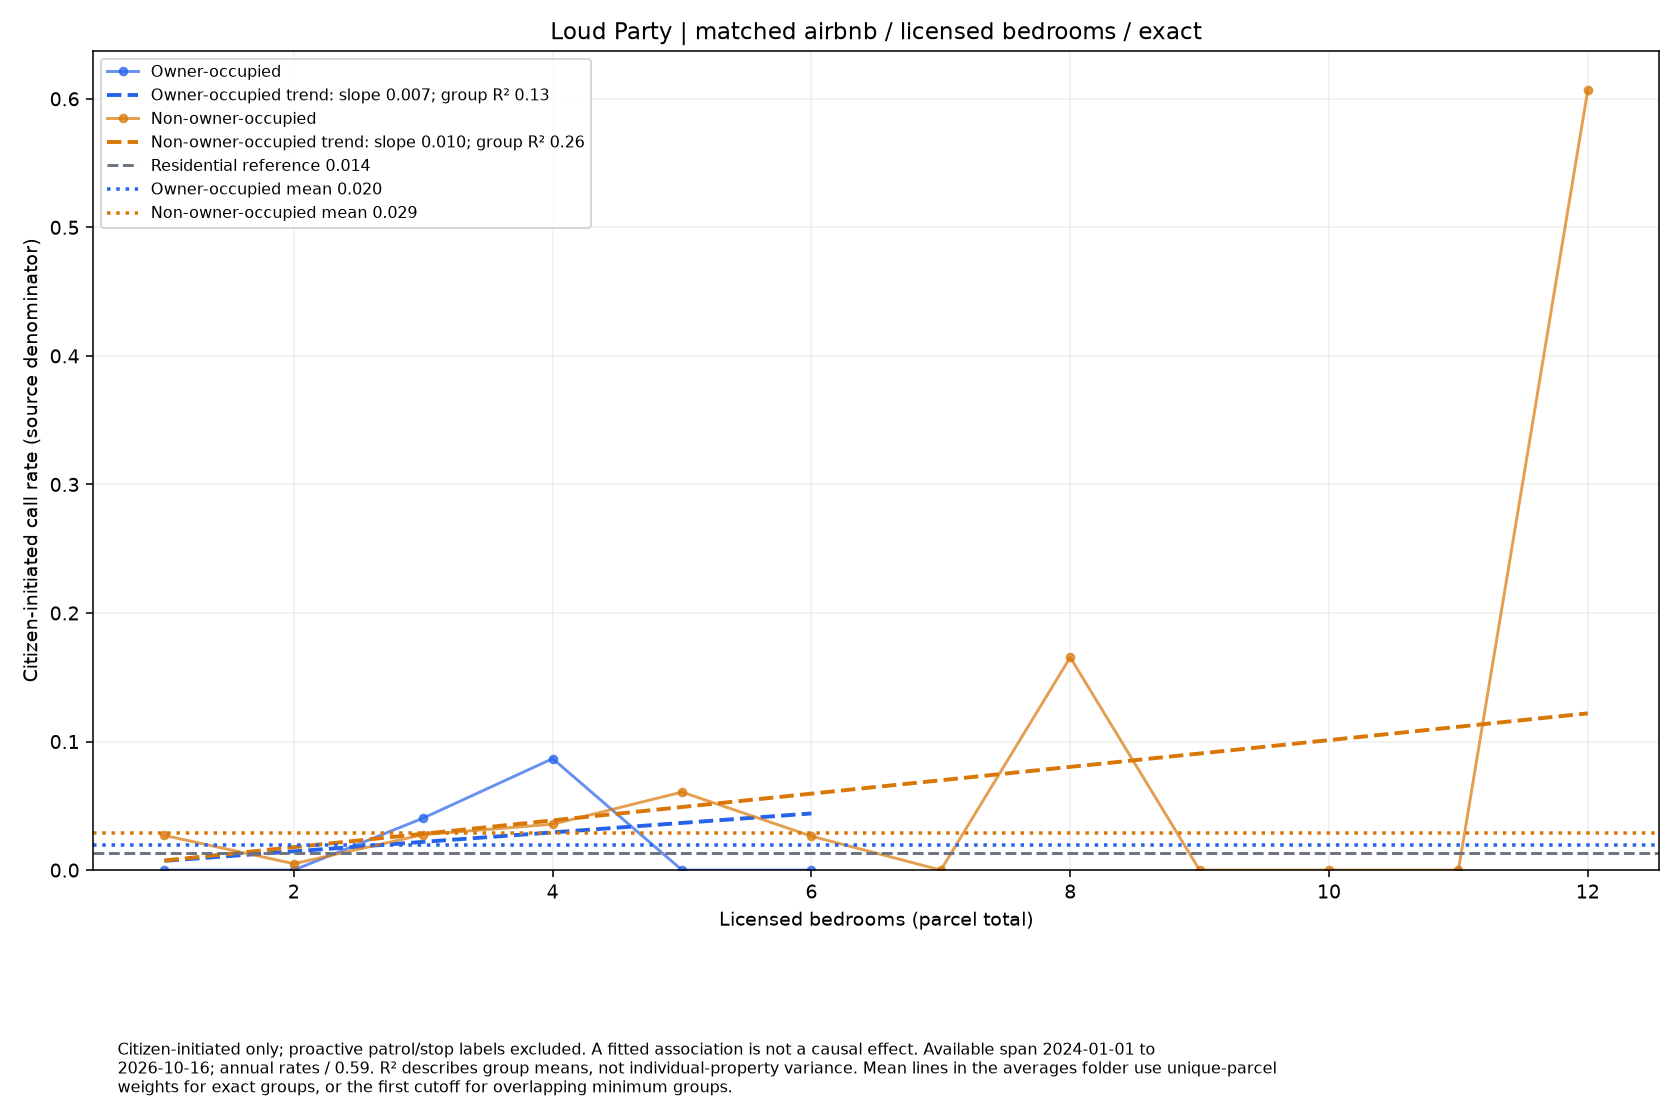 Loud Party | matched airbnb / licensed bedrooms / exact
Owner-occupied
Owner-occupied trend: slope 0.007; group R² 0.13
Non-owner-occupied
Non-owner-occupied trend: slope 0.010; group R² 0.26
Residential reference 0.014
Owner-occupied mean 0.020
Non-owner-occupied mean 0.029
Citizen-initiated call rate (source denominator)
0.6
0.5
0.4
0.3
0.2
0.1
0.0
2 4 6 8 10 12
Licensed bedrooms (parcel total)
Citizen-initiated only; proactive patrol/stop labels excluded. A fitted association is not a causal effect. Available span 2024-01-01 to
2026-10-16; annual rates / 0.59. R² describes group means, not individual-property variance. Mean lines in the averages folder use unique-parcel
weights for exact groups, or the first cutoff for overlapping minimum groups.